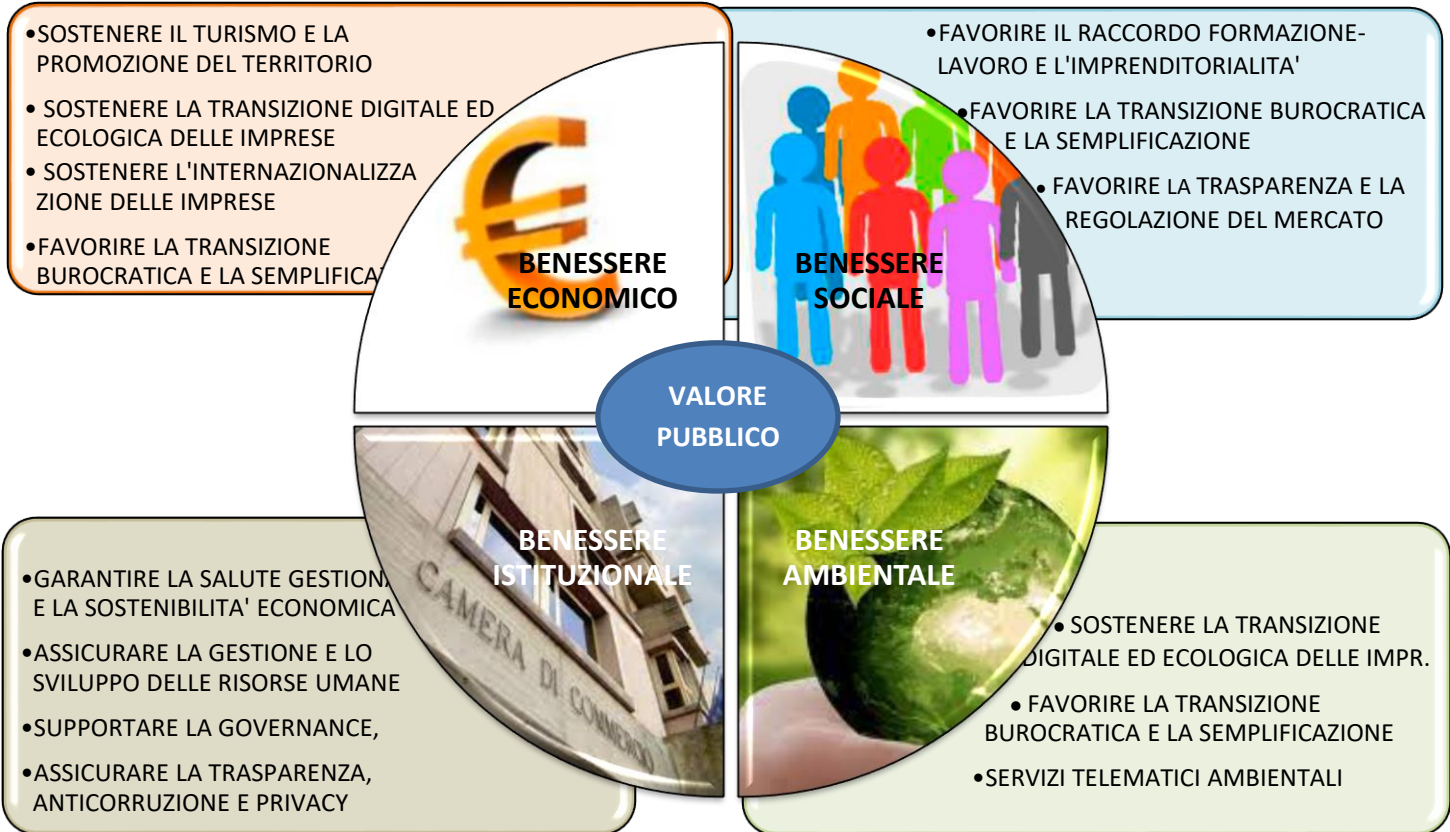 •SOSTENERE IL TURISMO E LA
PROMOZIONE DEL TERRITORIO
• SOSTENERE LA TRANSIZIONE DIGITALE ED
ECOLOGICA DELLE IMPRESE
• SOSTENERE L'INTERNAZIONALIZZA
ZIONE DELLE IMPRESE
•FAVORIRE LA TRANSIZIONE
BUROCRATICA E LA
•FAVORIRE IL RACCORDO FORMAZIONE-
LAVORO E L'IMPRENDITORIALITA'
•FAVORIRE LA TRANSIZIONE BUROCRATICA
E LA SEMPLIFICAZIONE
• FAVORIRE LA TRASPARENZA E LA
REGOLAZIONE DEL MERCATO
BENESSERE
ECONOMICO
BENESSERE
SOCIALE
VALORE
PUBBLICO
BENESSERE
ISTITUZIONALE
BENESSERE
AMBIENTALE
CAMERA DI COMMERCIO
•GARANTIRE LA SALUTE
E LA SOSTENIBILITA' ECONOMICA
•ASSICURARE LA GESTIONE E LO
SVILUPPO DELLE RISORSE UMANE
•SUPPORTARE LA GOVERNANCE,
•ASSICURARE LA TRASPARENZA,
ANTICORRUZIONE E PRIVACY
• SOSTENERE LA TRANSIZIONE
DIGITALE ED ECOLOGICA DELLE IMPR.
• FAVORIRE LA TRANSIZIONE
BUROCRATICA E LA SEMPLIFICAZIONE
•SERVIZI TELEMATICI AMBIENTALI